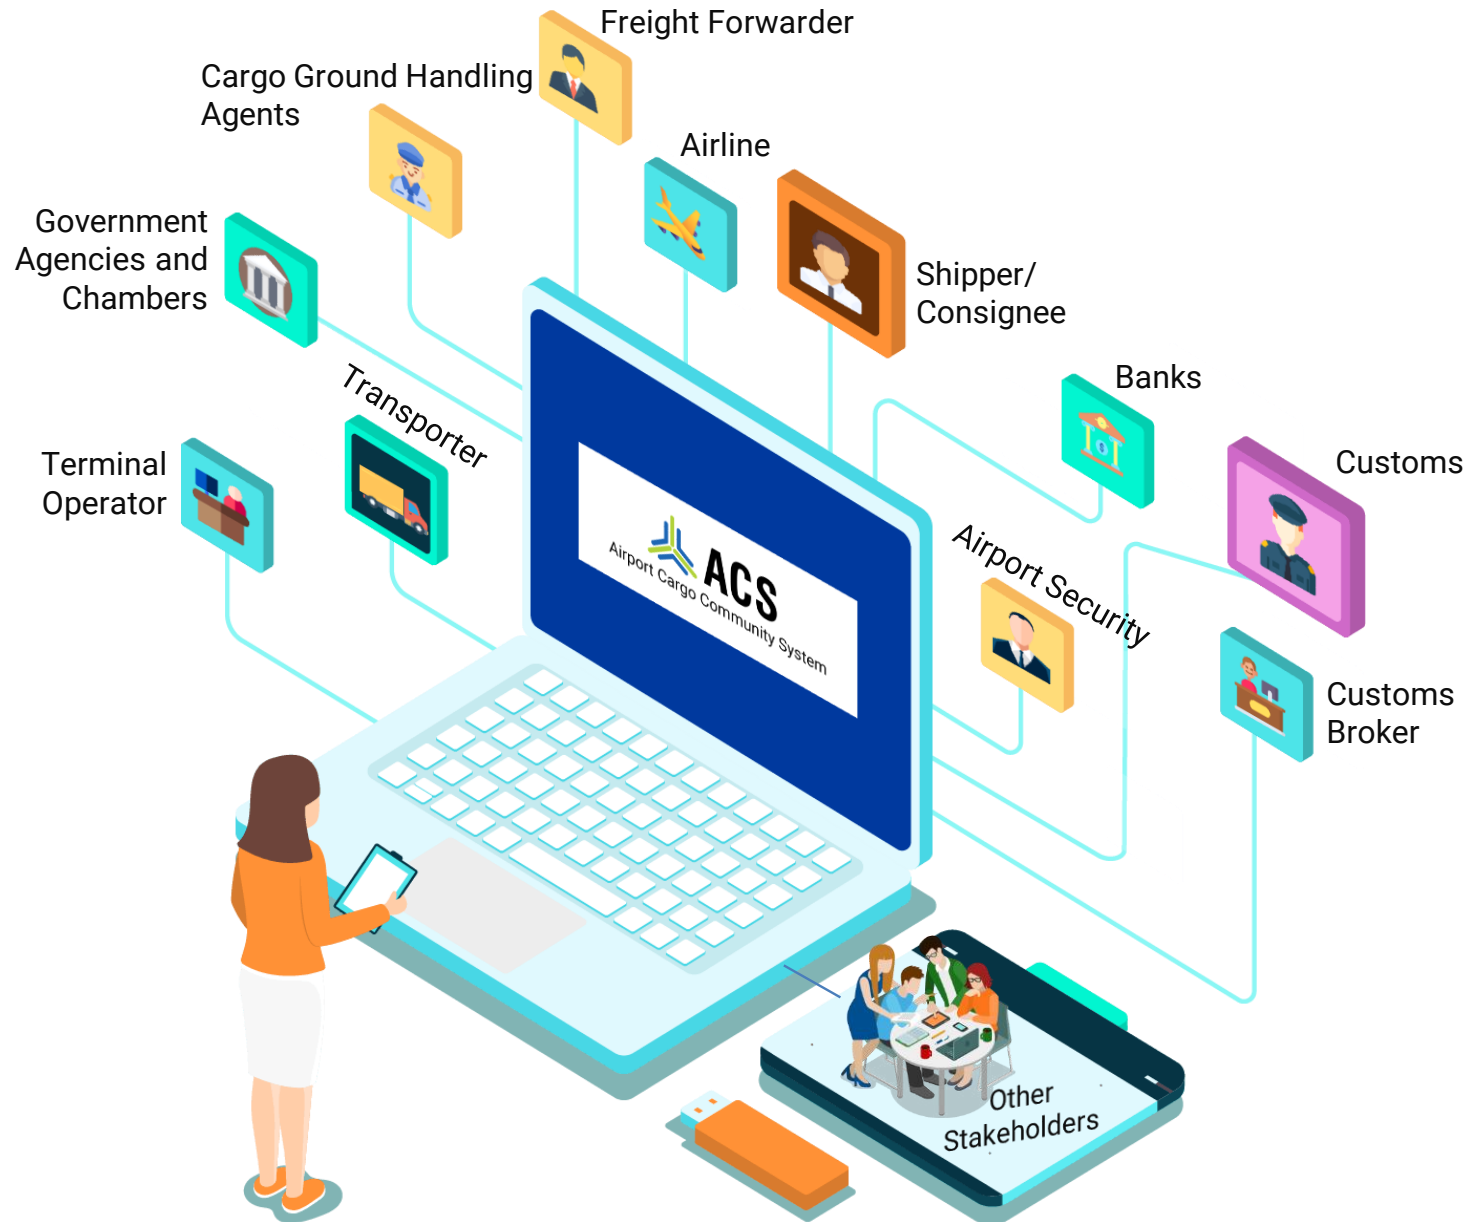 Freight Forwarder
Cargo Ground Handling
Agents
Airline
Government
Agencies and
Chambers
Shipper/
Consignee
Transporter
Banks
Terminal
Operator
Customs
ACS
Airport Cargo Community System
Airport Security
Customs
Broker
Other
Stakeholders